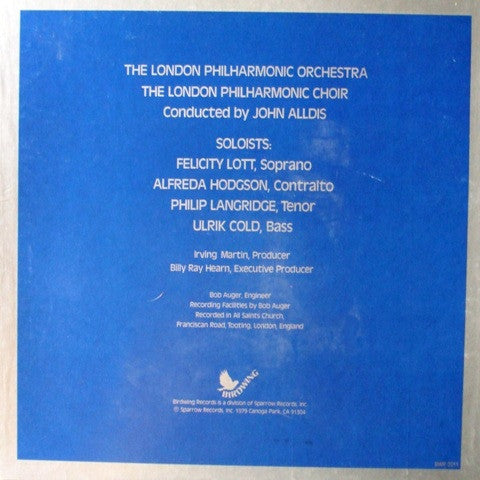 THE LONDON PHILHARMONIC ORCHESTRA
THE LONDON PHILHARMONIC CHOIR
Conducted by JOHN ALLDIS
SOLOISTS:
FELICITY LOTT, Soprano
ALFREDA HODGSON, Contralto
PHILIP LANGRIDGE, Tenor
ULRIK COLD, Bass
Irving Martin, Producer
Billy Ray Hearn, Executive Producer
Bob Auger, Engineer
Recording Facilities by Bob Auger
Recorded in All Saints Church,
Franciscan Road, Tooting, London, England
BIRDWING
Birdwing Records is a division of Sparrow Records, Inc.
℗ Sparrow Records, Inc. 1979 Canoga Park, CA 91304